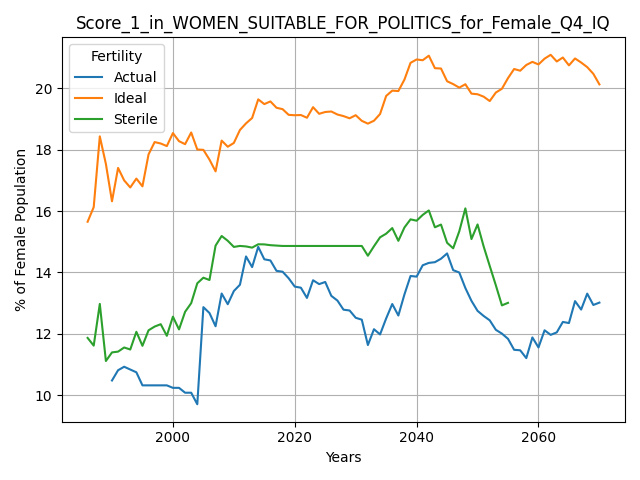 Score_1_in_WOMEN_SUITABLE_FOR_POLITICS_for_Female_Q4_IQ
Fertility
Actual
Ideal
Sterile
% of Female Population
20
18
16
14
12
10
2000
2020
2040
2060
Years